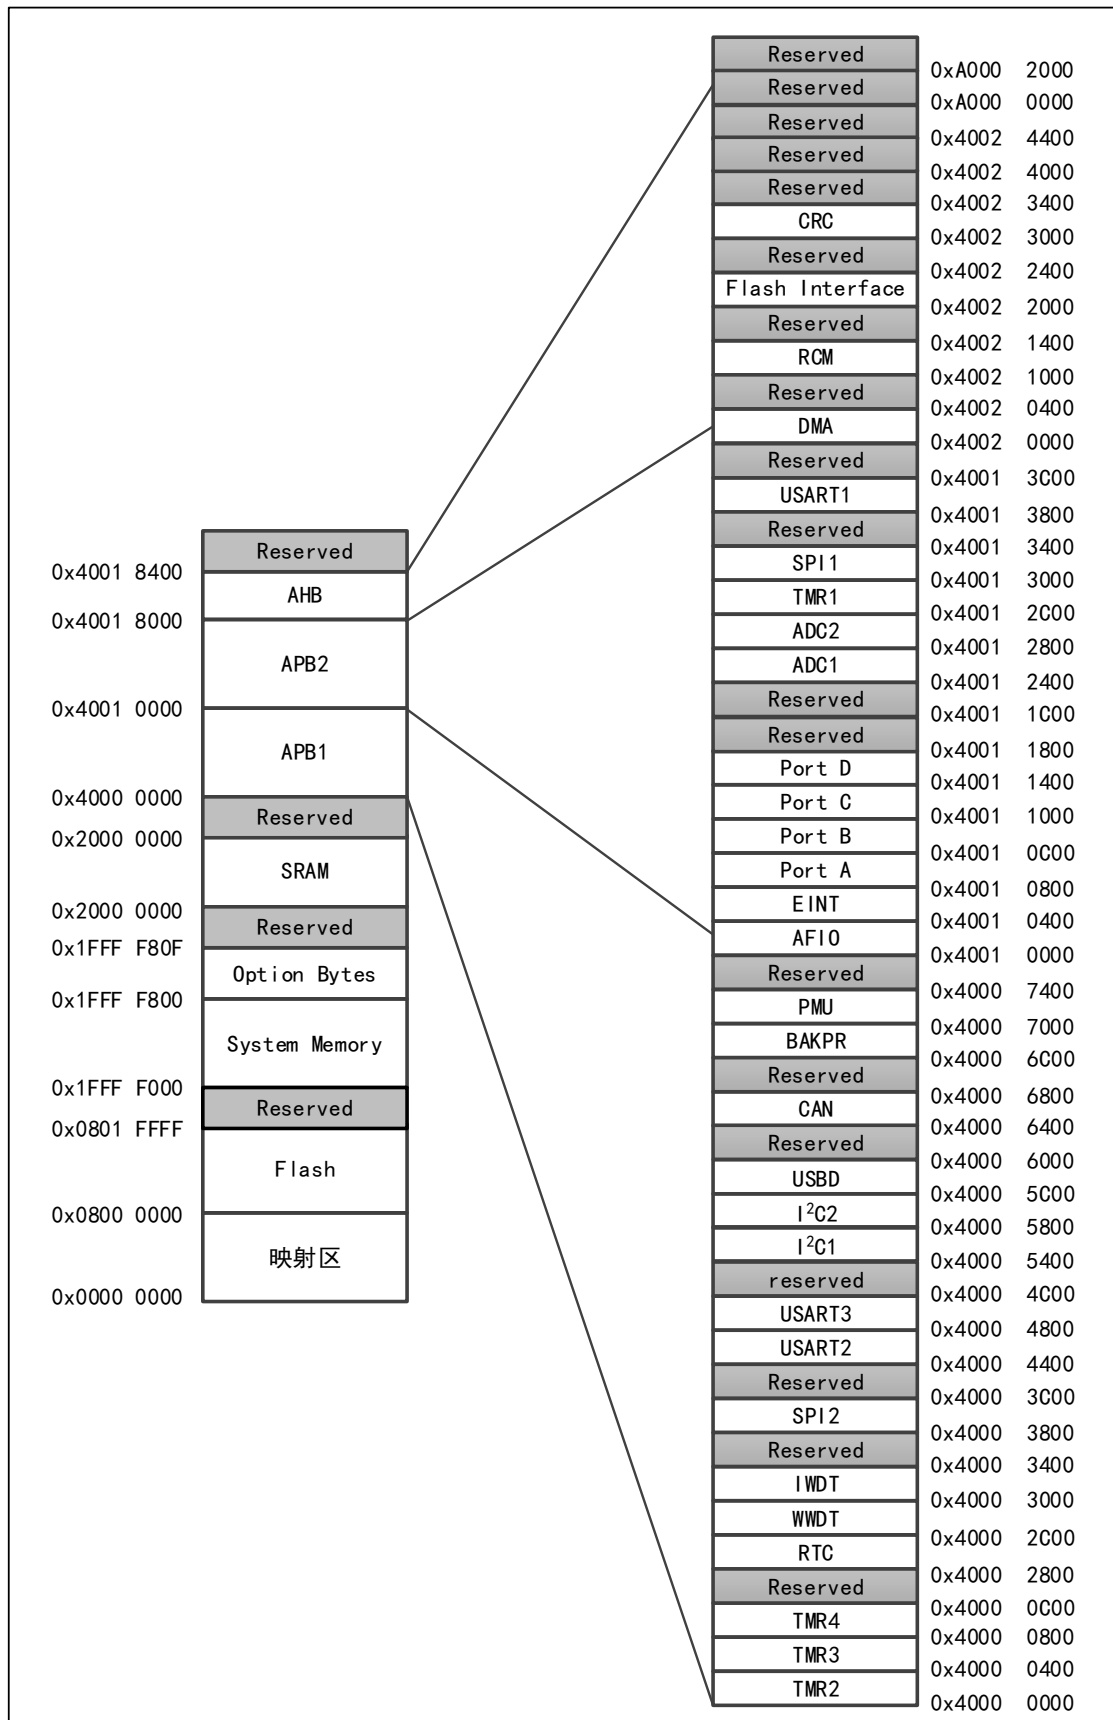 Reserved
0xA000 2000
Reserved
0xA000 0000
Reserved
0x4002 4400
Reserved
0x4002 4000
Reserved
0x4002 3400
CRC
0x4002 3000
Reserved
0x4002 2400
Flash Interface
0x4002 2000
Reserved
0x4002 1400
RCM
0x4002 1000
Reserved
0x4002 0400
DMA
0x4002 0000
Reserved
0x4001 3C00
USART1
0x4001 3800
Reserved
0x4001 3400
SPI1
0x4001 3000
TMR1
0x4001 2C00
ADC2
0x4001 2800
ADC1
0x4001 2400
Reserved
0x4001 1C00
Reserved
0x4001 1800
Port D
0x4001 1400
Port C
0x4001 1000
Port B
0x4001 0C00
Port A
0x4001 0800
EINT
0x4001 0400
AFIO
0x4001 0000
Reserved
0x4000 7400
PMU
0x4000 7000
BAKPR
0x4000 6C00
Reserved
0x4000 6800
CAN
0x4000 6400
Reserved
0x4000 6000
USBD
0x4000 5C00
I²C2
0x4000 5800
I²C1
0x4000 5400
reserved
0x4000 4C00
USART3
0x4000 4800
USART2
0x4000 4400
Reserved
0x4000 3C00
SPI2
0x4000 3800
Reserved
0x4000 3400
IWDT
0x4000 3000
WWDT
0x4000 2C00
RTC
0x4000 2800
Reserved
0x4000 0C00
TMR4
0x4000 0800
TMR3
0x4000 0400
TMR2
0x4000 0000
Reserved
0x4001 8400
AHB
0x4001 8000
APB2
0x4001 0000
APB1
0x4000 0000
Reserved
0x2000 0000
SRAM
0x2000 0000
Reserved
0x1FFF F80F
Option Bytes
0x1FFF F800
System Memory
0x1FFF F000
Reserved
0x0801 FFFF
Flash
0x0800 0000
映射区
0x0000 0000